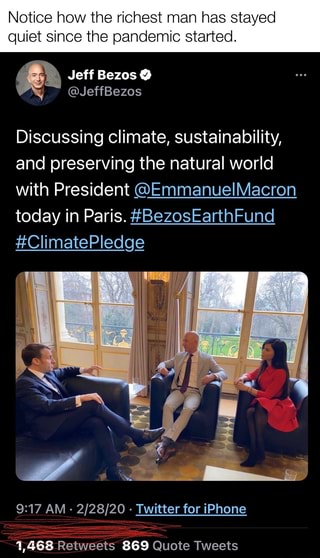 Notice how the richest man has stayed
quiet since the pandemic started.
Jeff Bezos
@JeffBezos
Discussing climate, sustainability,
and preserving the natural world
with President @EmmanuelMacron
today in Paris. #BezosEarthFund
#ClimatePledge
9:17 AM · 2/28/20 · Twitter for iPhone
1,468 Retweets 869 Quote Tweets